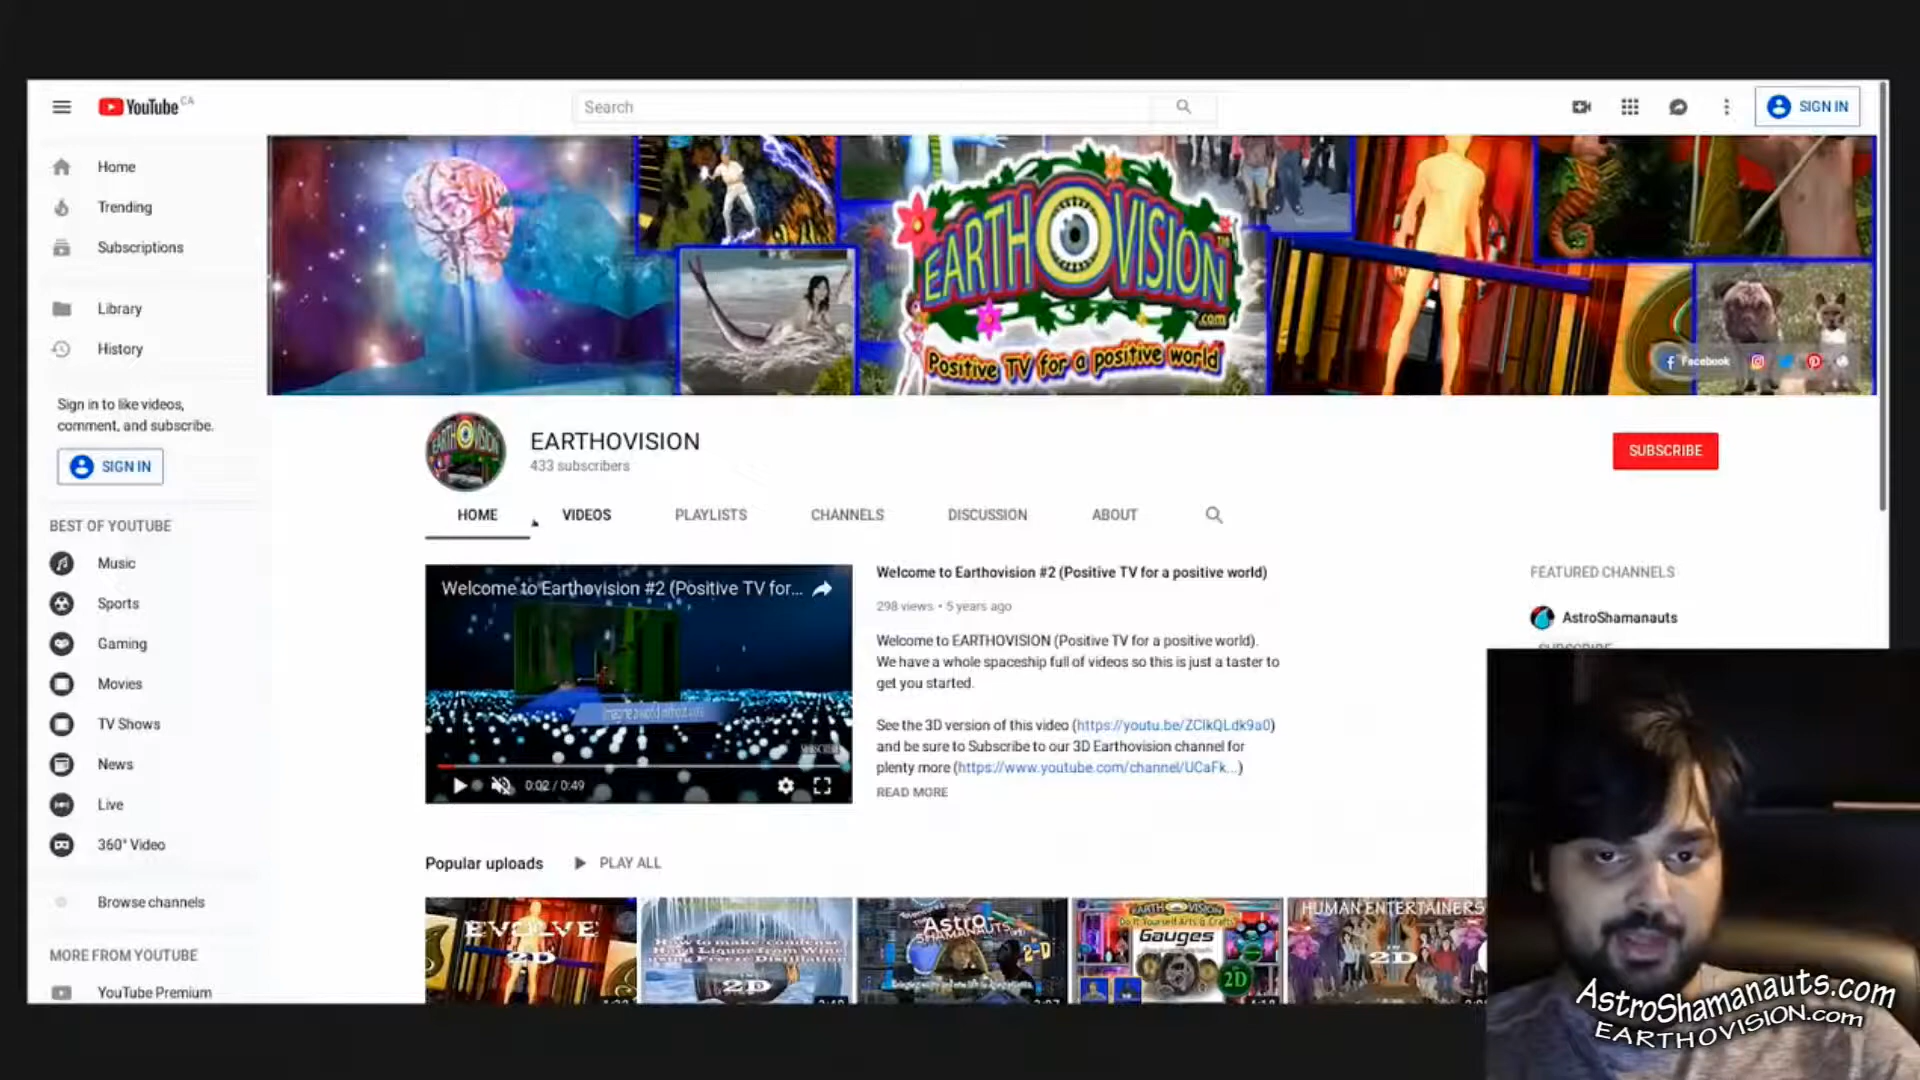 YouTube CA
Search
SIGN IN
Home
Trending
Subscriptions
Library
History
Sign in to like videos,
comment, and subscribe.
SIGN IN
BEST OF YOUTUBE
Music
Sports
Gaming
Movies
TV Shows
News
Live
360° Video
Browse channels
MORE FROM YOUTUBE
YouTube Premium
EARTHOVISION
.com
Positive TV for a positive world
Facebook
EARTHOVISION
433 subscribers
SUBSCRIBE
HOME
VIDEOS
PLAYLISTS
CHANNELS
DISCUSSION
ABOUT
Welcome to Earthovision #2 (Positive TV for...
Imagine a world without
SUBSCRIBE
0:02 / 0:49
Welcome to Earthovision #2 (Positive TV for a positive world)
298 views • 5 years ago
Welcome to EARTHOVISION (Positive TV for a positive world).
We have a whole spaceship full of videos so this is just a taster to
get you started.
See the 3D version of this video (https://youtu.be/ZClkQLdk9a0)
and be sure to Subscribe to our 3D Earthovision channel for
plenty more (https://www.youtube.com/channel/UCaFk...)
READ MORE
FEATURED CHANNELS
AstroShamanauts
SUBSCRIBE
Popular uploads
PLAY ALL
EVOLVE
2D
How to make condense
Hard Liquor from Wine
using Freeze Distillation
2D
Astro-
SHAMANAUTS
2-D
EARTHOVISION
Do It Yourself Arts & Crafts
Gauges
2D
HUMAN ENTERTAINERS
2D
AstroShamanauts.com
EARTHOVISION.com